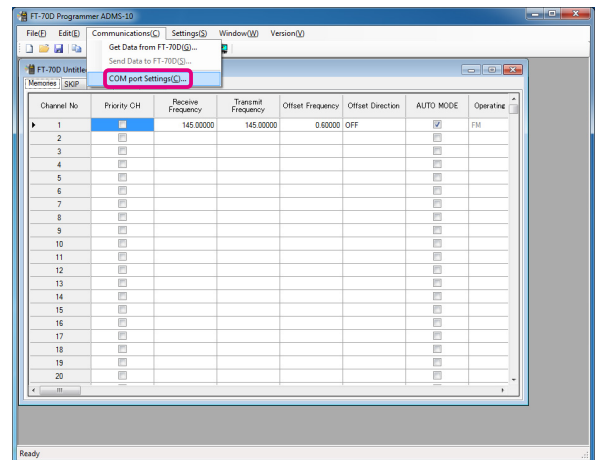 FT-70D Programmer ADMS-10
File(F) Edit(E) Communications(C) Settings(S) Window(W) Version(V)
Get Data from FT-70D(G)...
Send Data to FT-70D(S)...
COM port Settings(C)...
FT-70D Untitle
Memories SKIP
Channel No Priority CH Receive Frequency Transmit Frequency Offset Frequency Offset Direction AUTO MODE Operating
1 145.00000 145.00000 0.60000 OFF FM
2
3
4
5
6
7
8
9
10
11
12
13
14
15
16
17
18
19
20
Ready